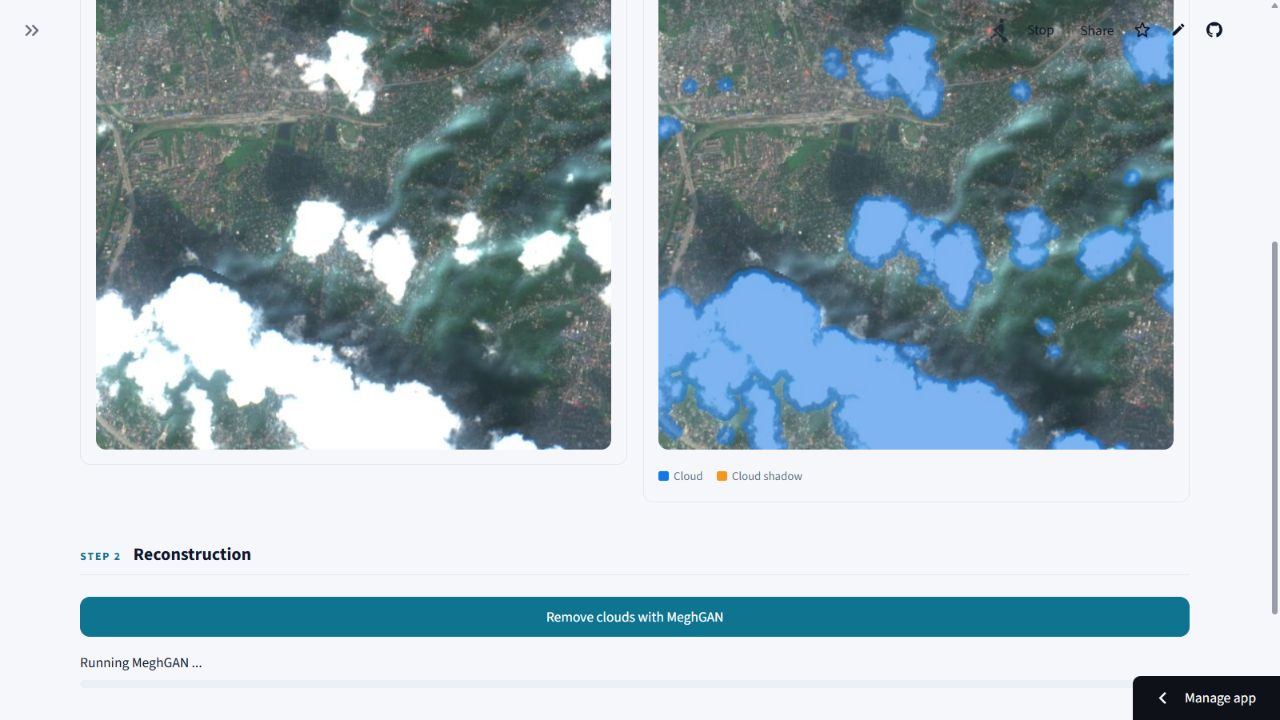 Stop
Share
Cloud
Cloud shadow
STEP 2
Reconstruction
Remove clouds with MeghGAN
Running MeghGAN ...
Manage app